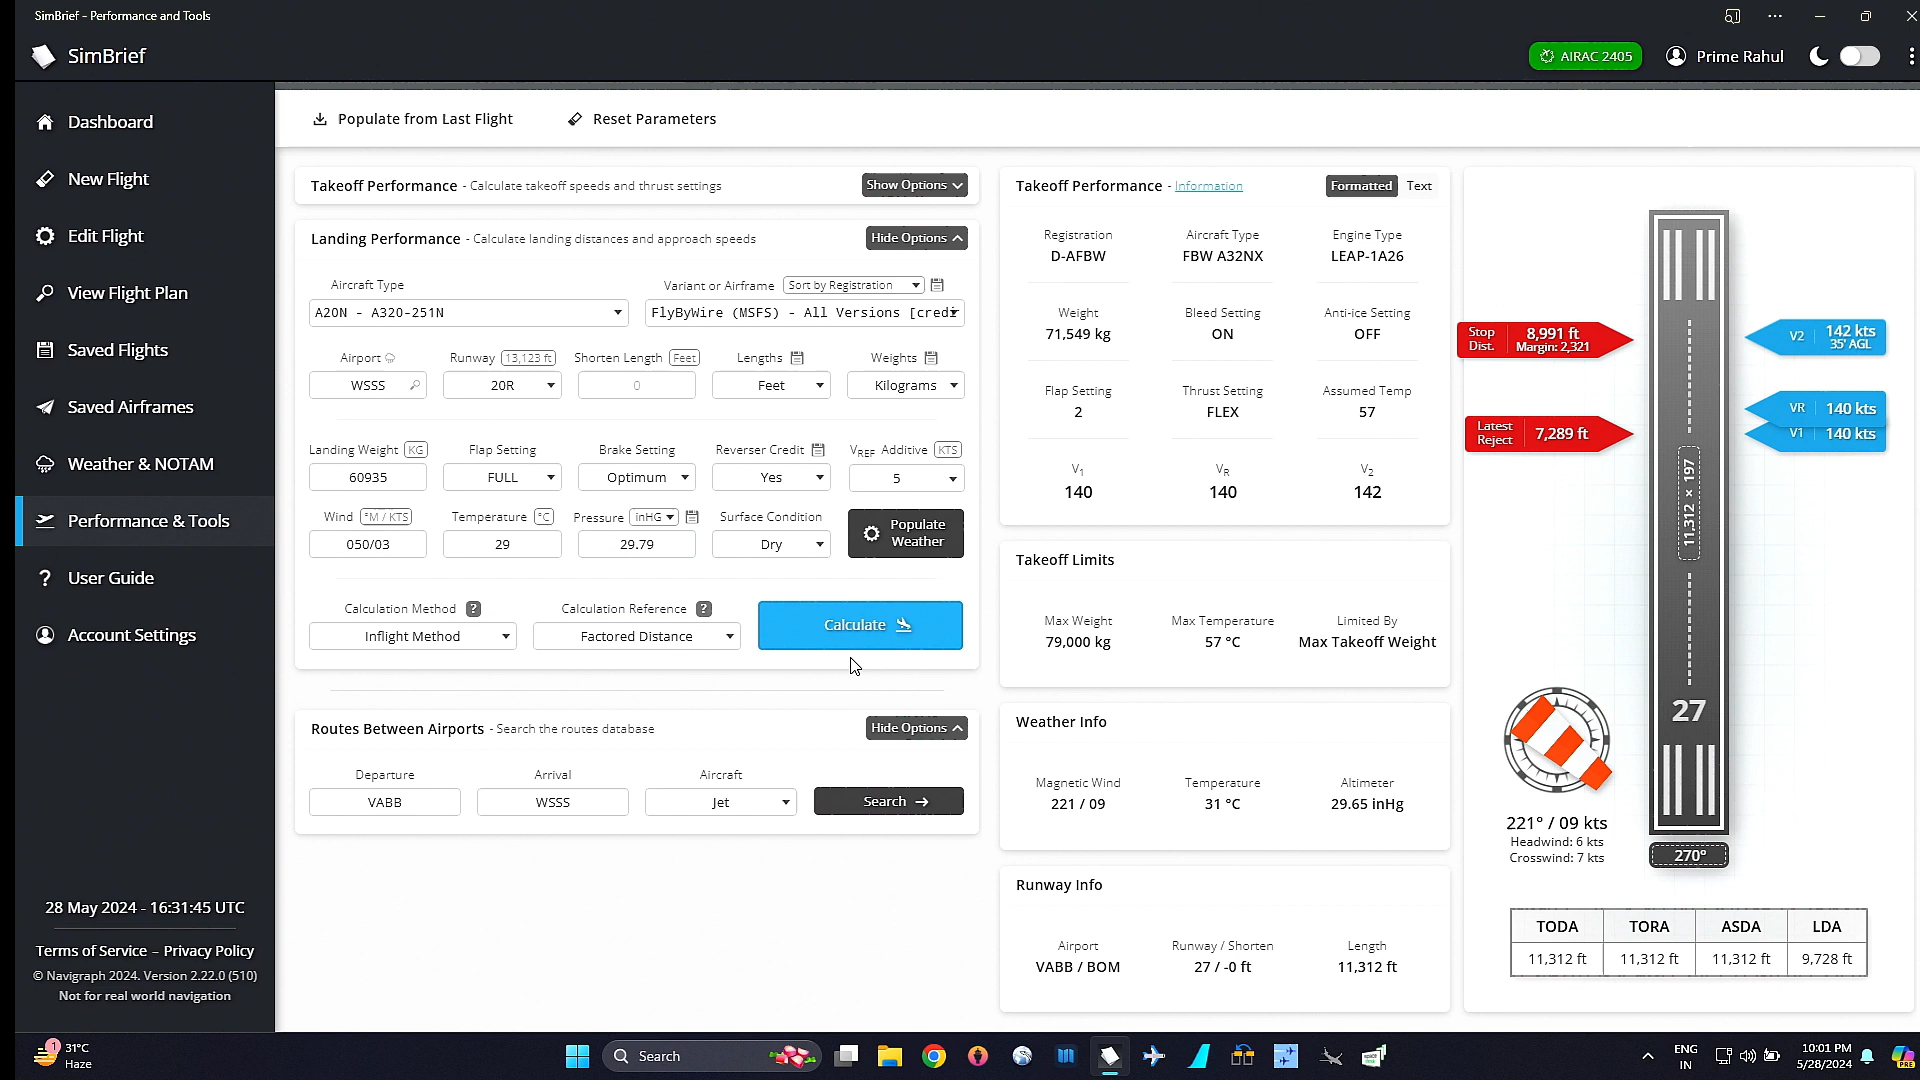 SimBrief - Performance and Tools
SimBrief
AIRAC 2405
Prime Rahul
Dashboard
New Flight
Edit Flight
View Flight Plan
Saved Flights
Saved Airframes
Weather & NOTAM
Performance & Tools
User Guide
Account Settings
28 May 2024 - 16:31:45 UTC
Terms of Service – Privacy Policy
© Navigraph 2024. Version 2.22.0 (510)
Not for real world navigation
Populate from Last Flight
Reset Parameters
Takeoff Performance - Calculate takeoff speeds and thrust settings
Show Options
Landing Performance - Calculate landing distances and approach speeds
Hide Options
Aircraft Type
Variant or Airframe Sort by Registration
A20N - A320-251N
FlyByWire (MSFS) - All Versions [credi
Airport Runway 13,123 ft Shorten Length Feet Lengths Weights
WSSS 20R 0 Feet Kilograms
Landing Weight KG Flap Setting Brake Setting Reverser Credit VREF Additive KTS
60935 FULL Optimum Yes 5
Wind °M / KTS Temperature °C Pressure inHG Surface Condition
050/03 29 29.79 Dry
Populate
Weather
Calculation Method ? Calculation Reference ?
Inflight Method Factored Distance
Calculate
Routes Between Airports - Search the routes database
Hide Options
Departure Arrival Aircraft
VABB WSSS Jet Search
Takeoff Performance - Information
Formatted Text
Registration Aircraft Type Engine Type
D-AFBW FBW A32NX LEAP-1A26
Weight Bleed Setting Anti-ice Setting
71,549 kg ON OFF
Flap Setting Thrust Setting Assumed Temp
2 FLEX 57
V1 VR V2
140 140 142
Takeoff Limits
Max Weight Max Temperature Limited By
79,000 kg 57 °C Max Takeoff Weight
Weather Info
Magnetic Wind Temperature Altimeter
221 / 09 31 °C 29.65 inHg
Runway Info
Airport Runway / Shorten Length
VABB / BOM 27 / -0 ft 11,312 ft
Stop
Dist.
8,991 ft
Margin: 2,321
V2 142 kts
35' AGL
VR 140 kts
Latest
Reject
7,289 ft
V1 140 kts
11,312 × 197
27
270°
221° / 09 kts
Headwind: 6 kts
Crosswind: 7 kts
TODA TORA ASDA LDA
11,312 ft 11,312 ft 11,312 ft 9,728 ft
1
31°C
Haze
Search
ENG
IN
10:01 PM
5/28/2024
PRE